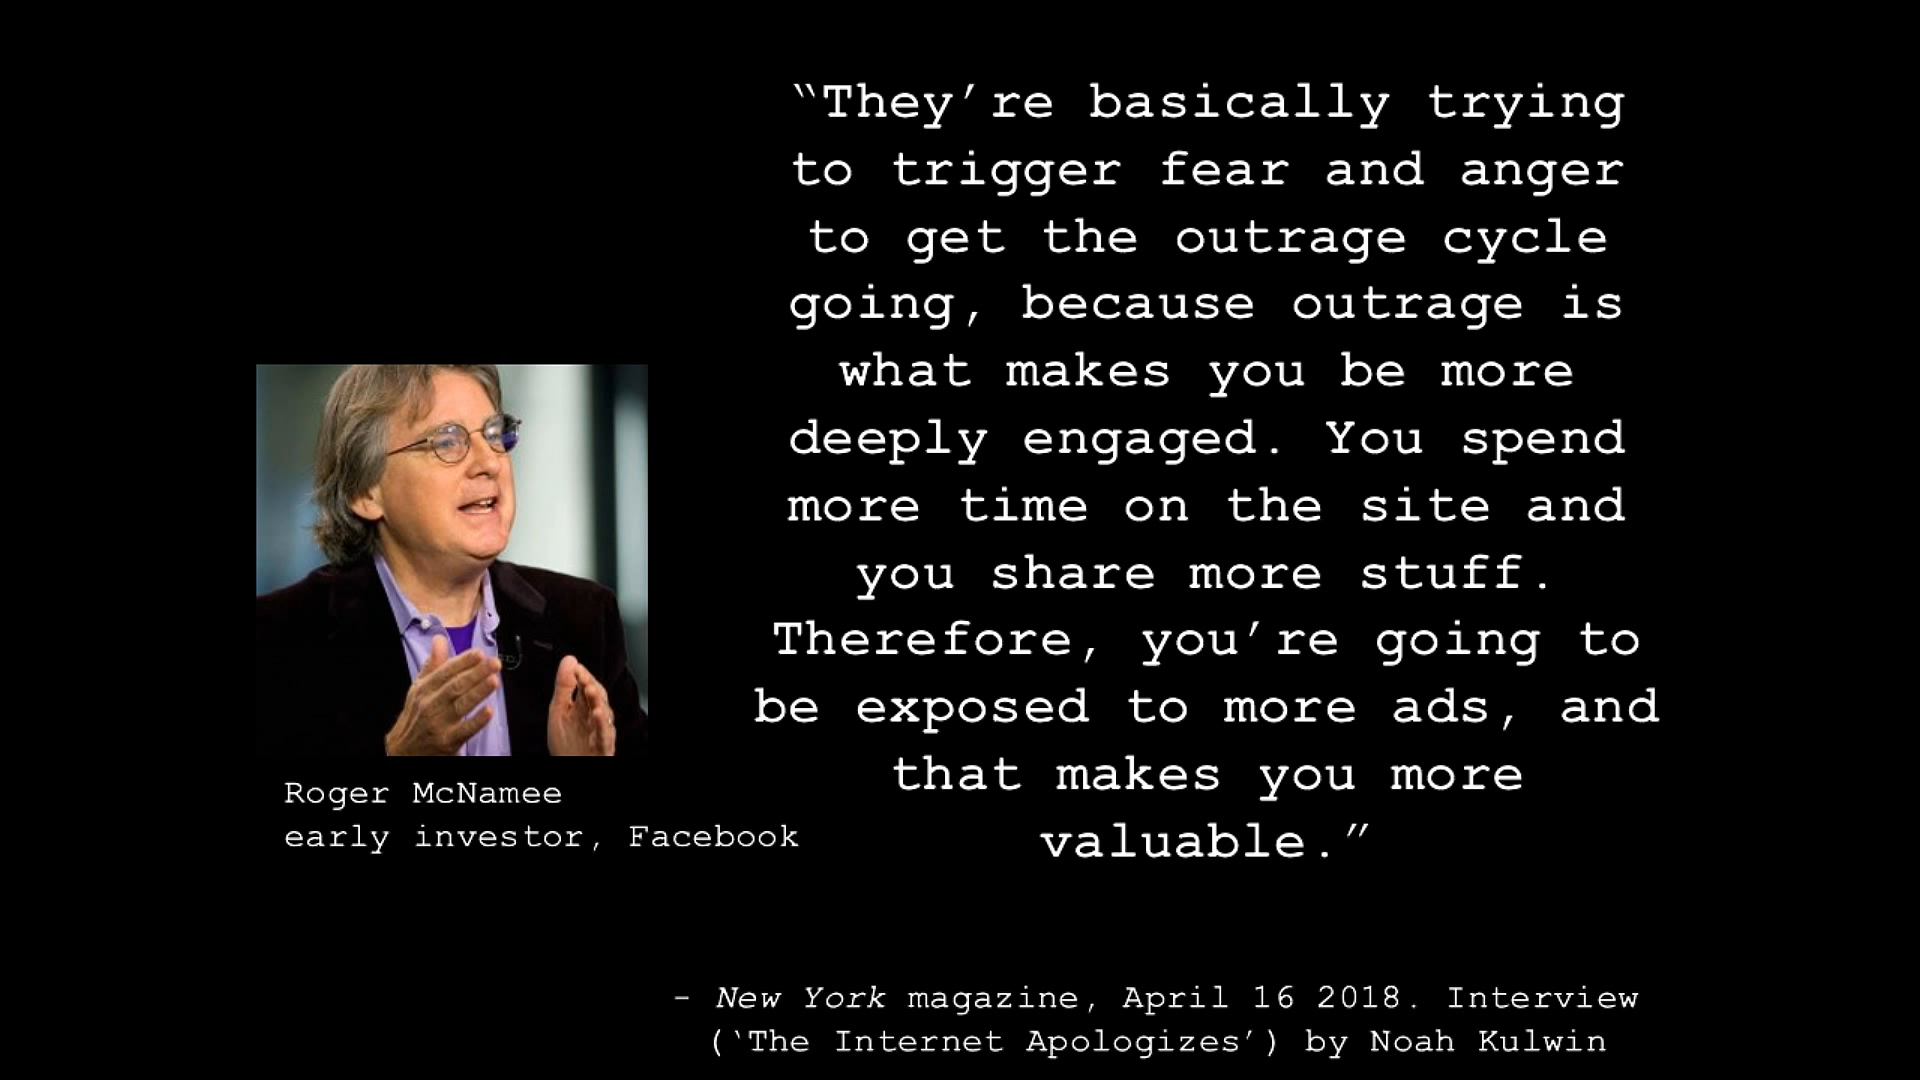 “They’re basically trying
to trigger fear and anger
to get the outrage cycle
going, because outrage is
what makes you be more
deeply engaged. You spend
more time on the site and
you share more stuff.
Therefore, you’re going to
be exposed to more ads, and
that makes you more
valuable.”
Roger McNamee
early investor, Facebook
- New York magazine, April 16 2018. Interview
(‘The Internet Apologizes’) by Noah Kulwin